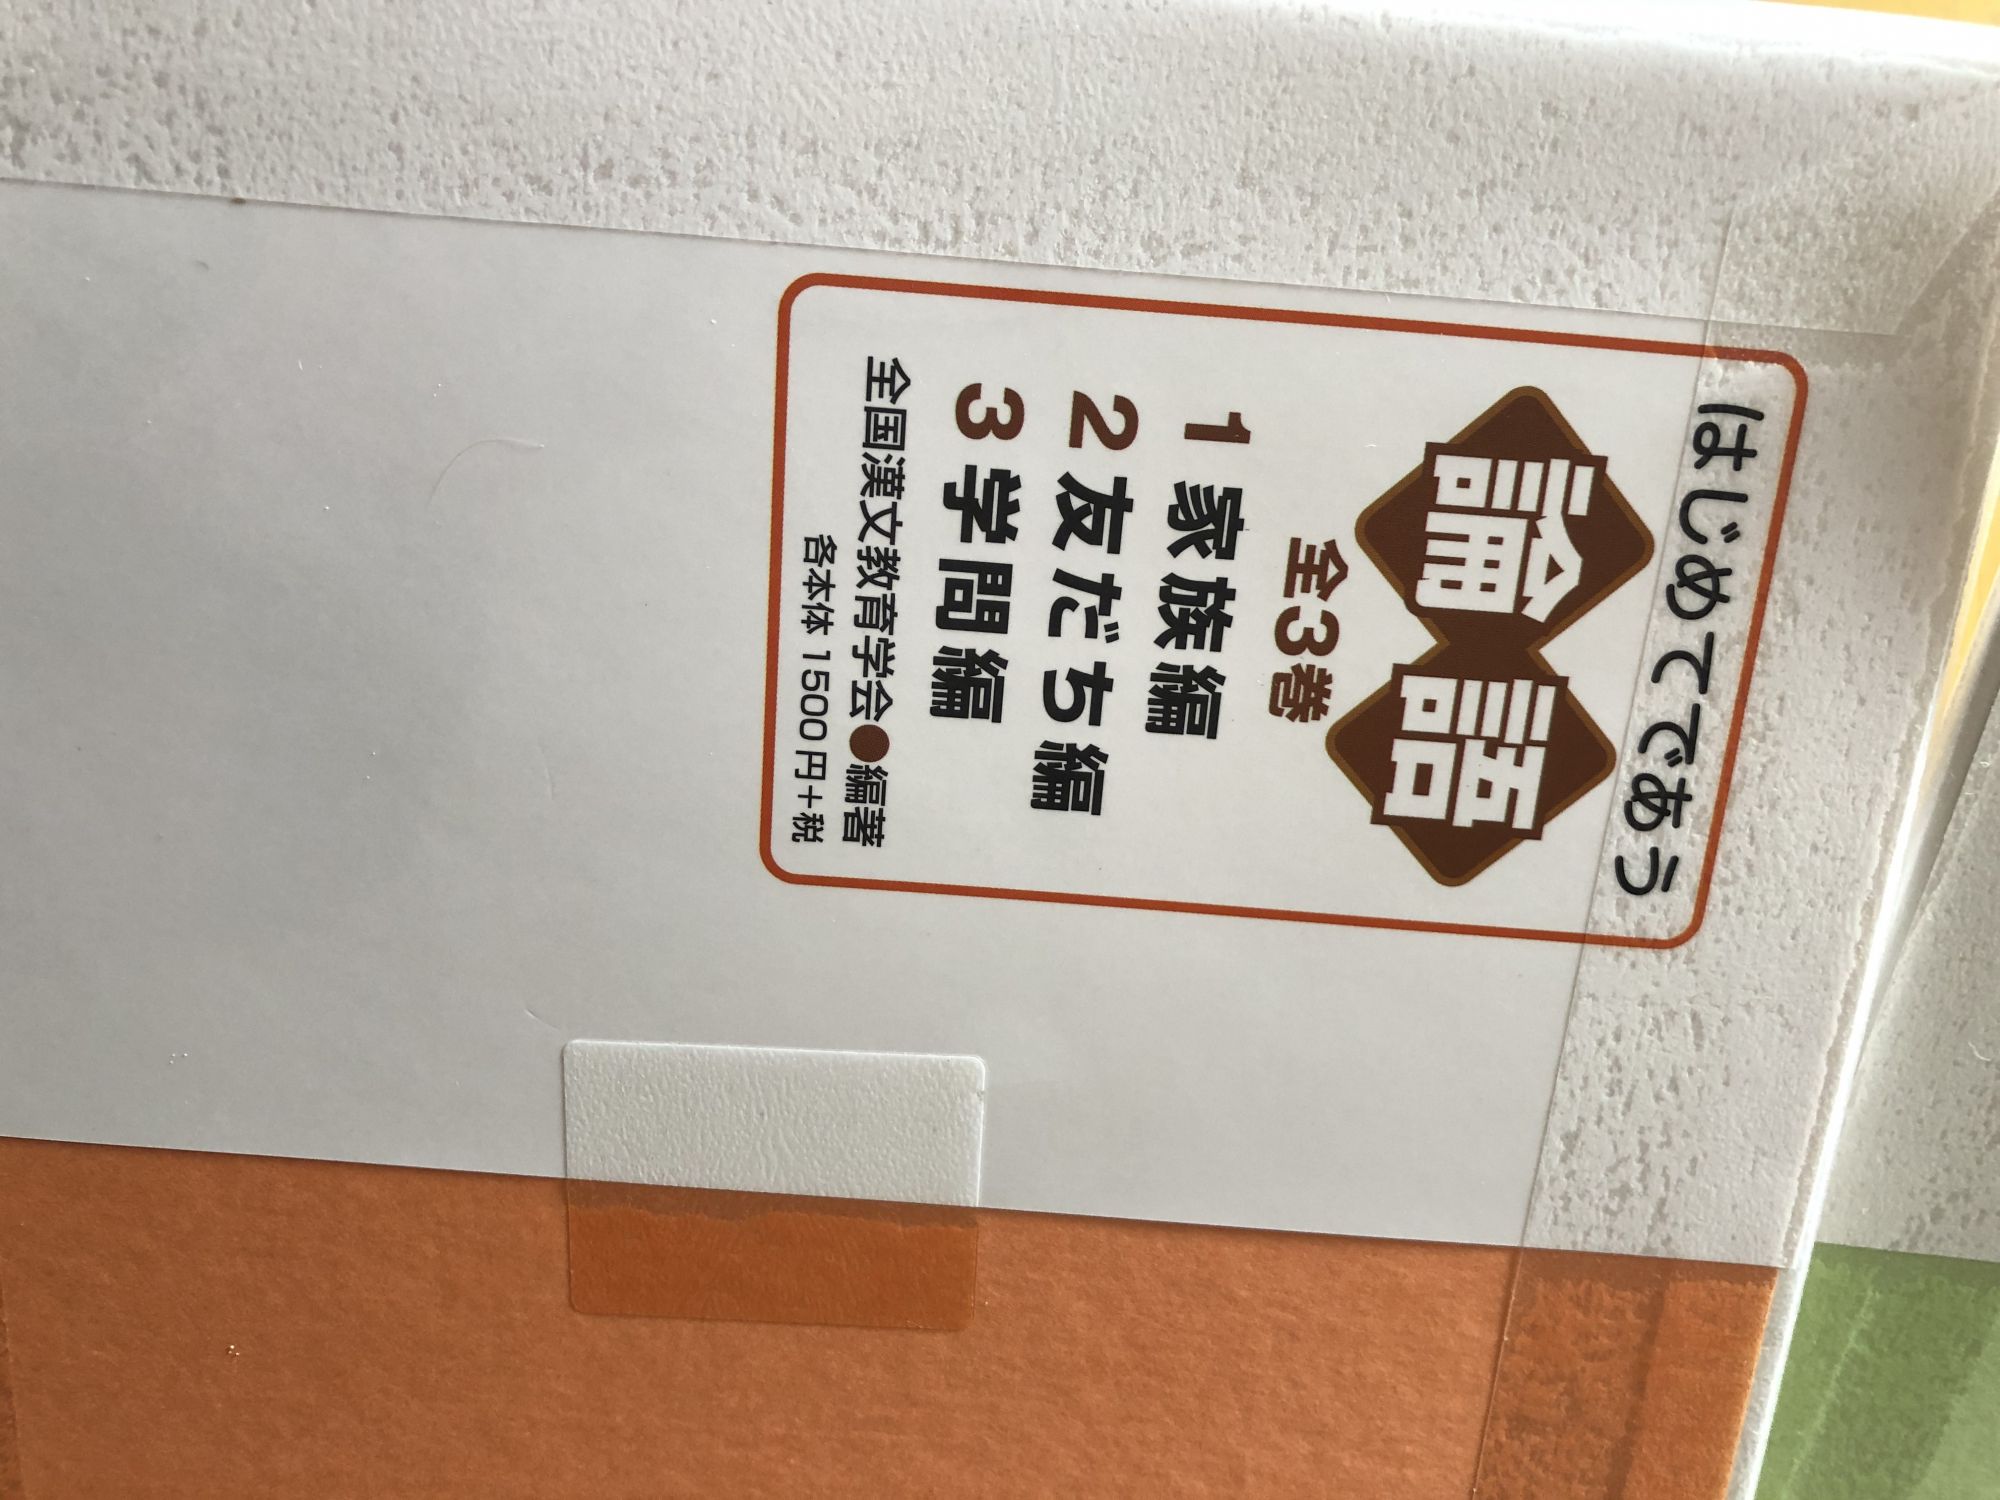 はじめてであう
論語
全3巻
1 家族編
2 友だち編
3 学問編
全国漢文教育学会●編著
各本体 1500円+税